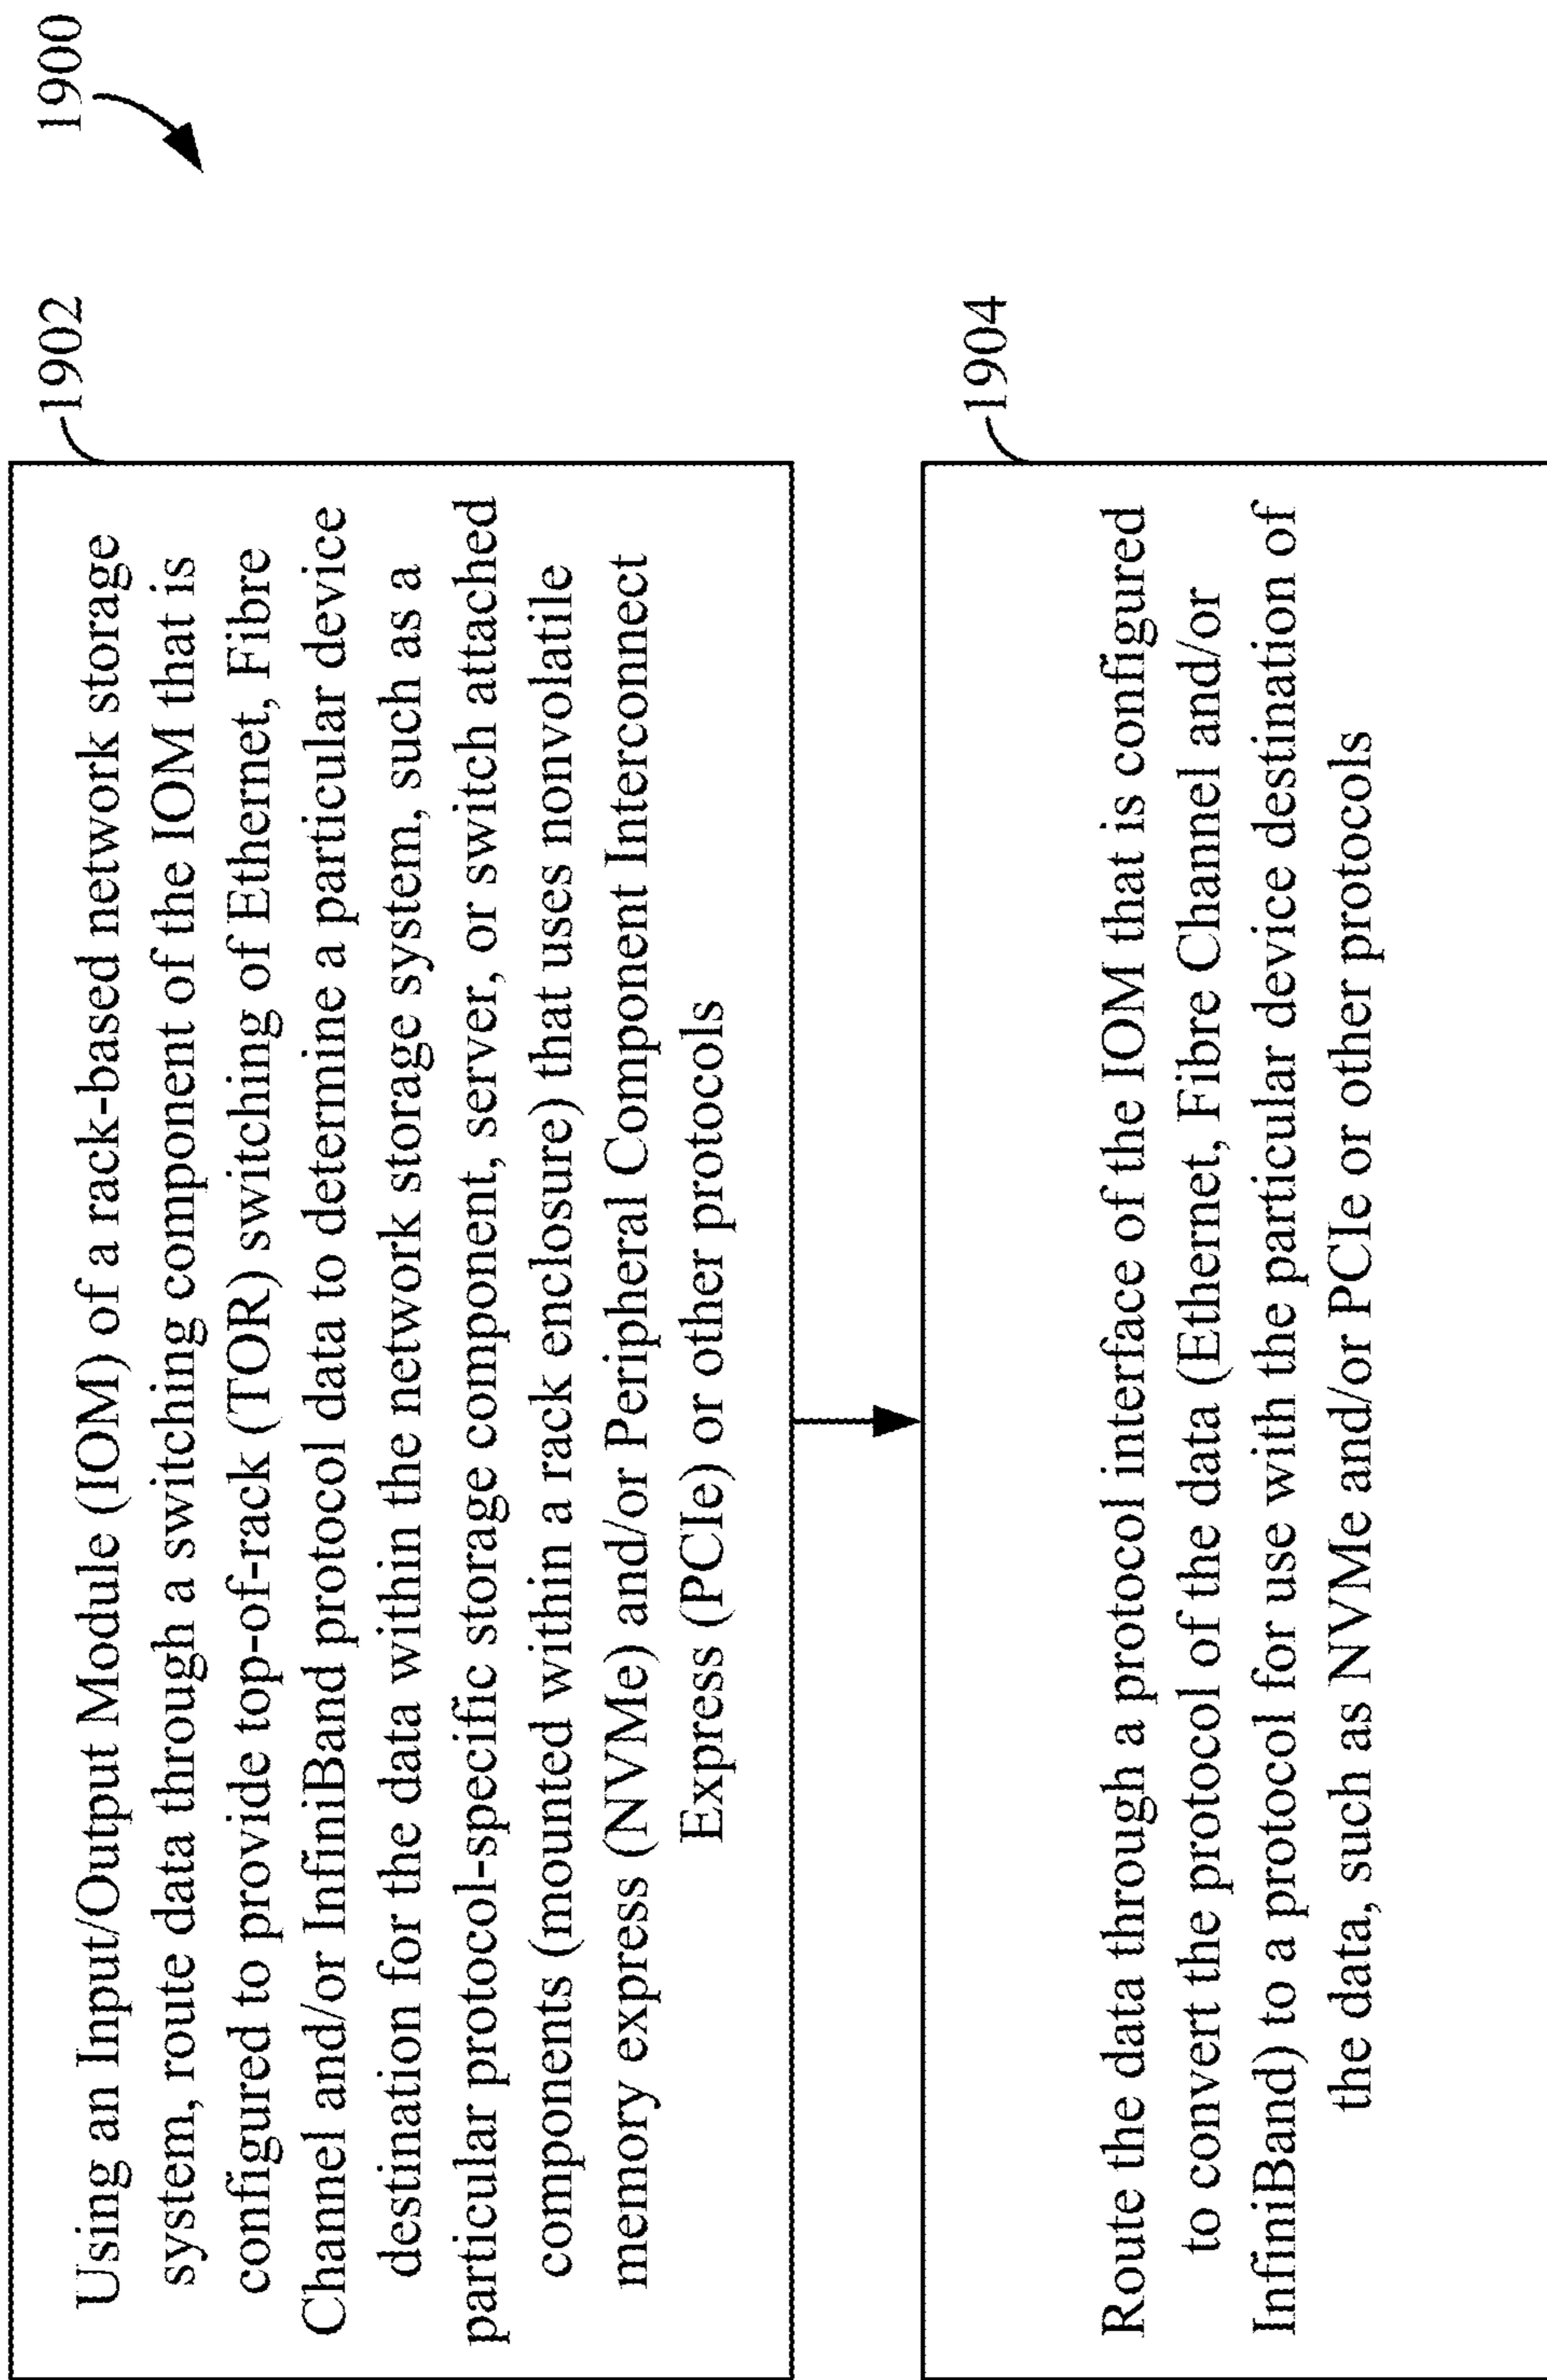 1900
1902
Using an Input/Output Module (IOM) of a rack-based network storage
system, route data through a switching component of the IOM that is
configured to provide top-of-rack (TOR) switching of Ethernet, Fibre
Channel and/or InfiniBand protocol data to determine a particular device
destination for the data within the network storage system, such as a
particular protocol-specific storage component, server, or switch attached
components (mounted within a rack enclosure) that uses nonvolatile
memory express (NVMe) and/or Peripheral Component Interconnect
Express (PCIe) or other protocols
1904
Route the data through a protocol interface of the IOM that is configured
to convert the protocol of the data (Ethernet, Fibre Channel and/or
InfiniBand) to a protocol for use with the particular device destination of
the data, such as NVMe and/or PCIe or other protocols